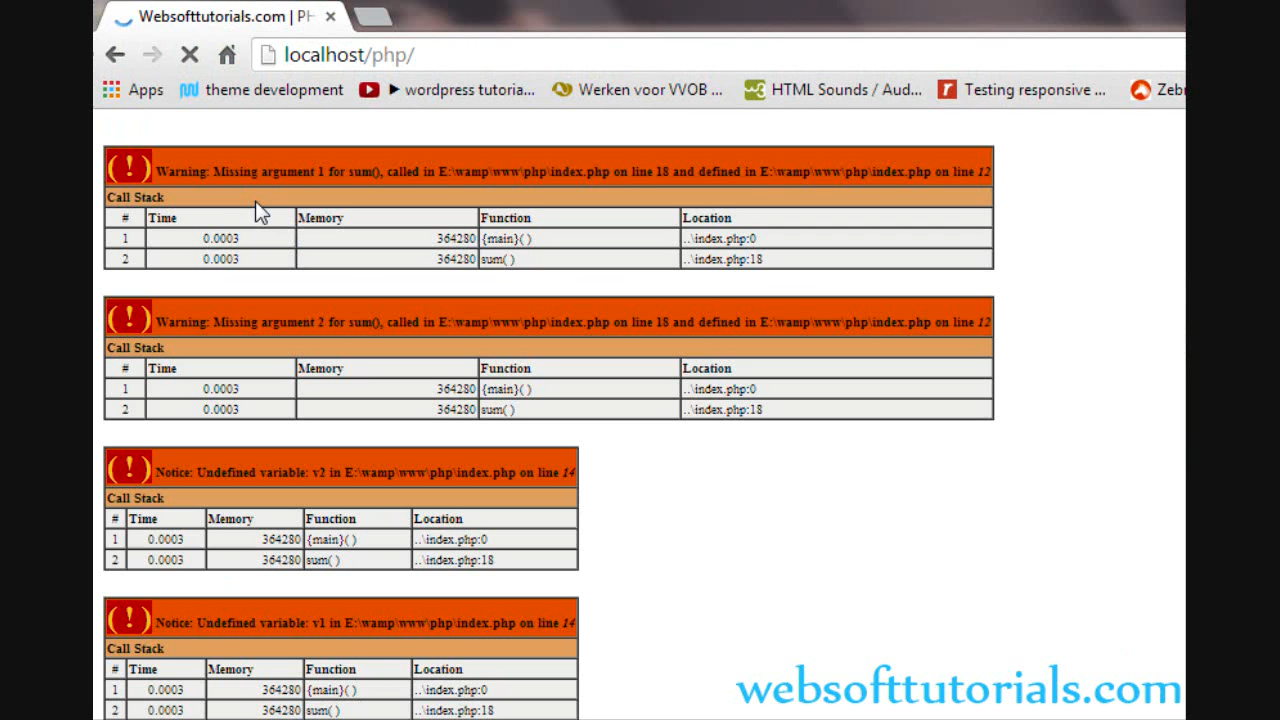 Websofttutorials.com | PH
localhost/php/
Apps theme development ► wordpress tutoria... Werken voor VVOB ... HTML Sounds / Aud... Testing responsive ... Zeb
(!) Warning: Missing argument 1 for sum(), called in E:\wamp\www\php\index.php on line 18 and defined in E:\wamp\www\php\index.php on line 12
Call Stack
# Time Memory Function Location
1 0.0003 364280 {main}( ) ..\index.php:0
2 0.0003 364280 sum( ) ..\index.php:18
(!) Warning: Missing argument 2 for sum(), called in E:\wamp\www\php\index.php on line 18 and defined in E:\wamp\www\php\index.php on line 12
Call Stack
# Time Memory Function Location
1 0.0003 364280 {main}( ) ..\index.php:0
2 0.0003 364280 sum( ) ..\index.php:18
(!) Notice: Undefined variable: v2 in E:\wamp\www\php\index.php on line 14
Call Stack
# Time Memory Function Location
1 0.0003 364280 {main}( ) ..\index.php:0
2 0.0003 364280 sum( ) ..\index.php:18
(!) Notice: Undefined variable: v1 in E:\wamp\www\php\index.php on line 14
Call Stack
# Time Memory Function Location
1 0.0003 364280 {main}( ) ..\index.php:0
2 0.0003 364280 sum( ) ..\index.php:18
websofttutorials.com